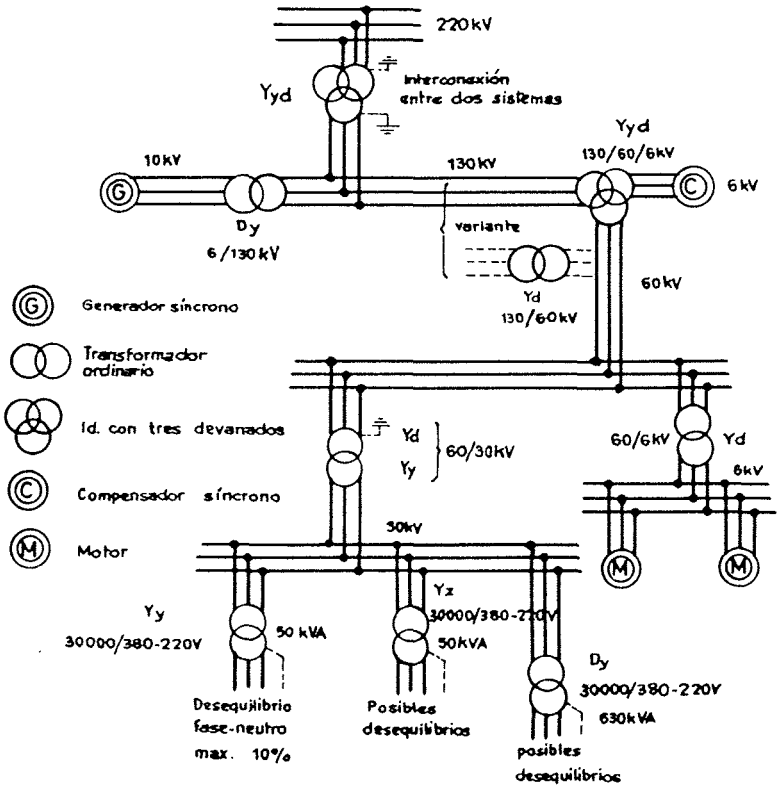 220kV
Interconexión
entre dos sistemas
Yyd
Yyd
130/60/6kV
10kV
130kV
G
C
6kV
Dy
6/130kV
variante
Yd
130/60kV
60kV
G
Generador síncrono
Transformador
ordinario
Id. con tres devanados
C
Compensador síncrono
M
Motor
Yd
Yy
60/30kV
60/6kV
Yd
6kV
M
M
30kV
Yy
30000/380-220V
50kVA
Yz
30000/380-220V
50kVA
Dy
30000/380-220V
630kVA
Desequilibrio
fase-neutro
max. 10%
Posibles
desequilibrios
posibles
desequilibrios